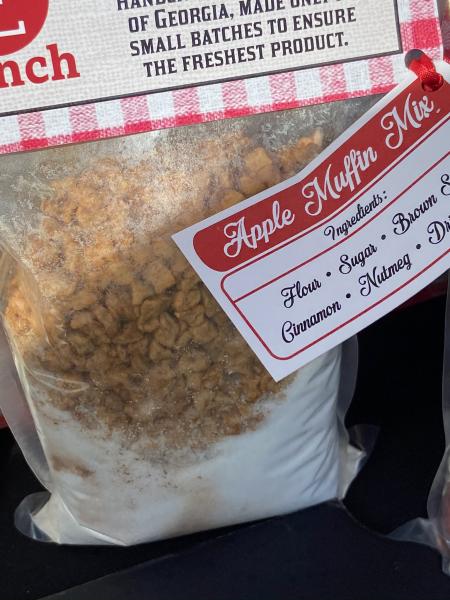 of Georgia, made
small batches to ensure
the freshest product.
nch
Apple Muffin Mix
Ingredients:
Flour • Sugar • Brown S
Cinnamon • Nutmeg • Dri